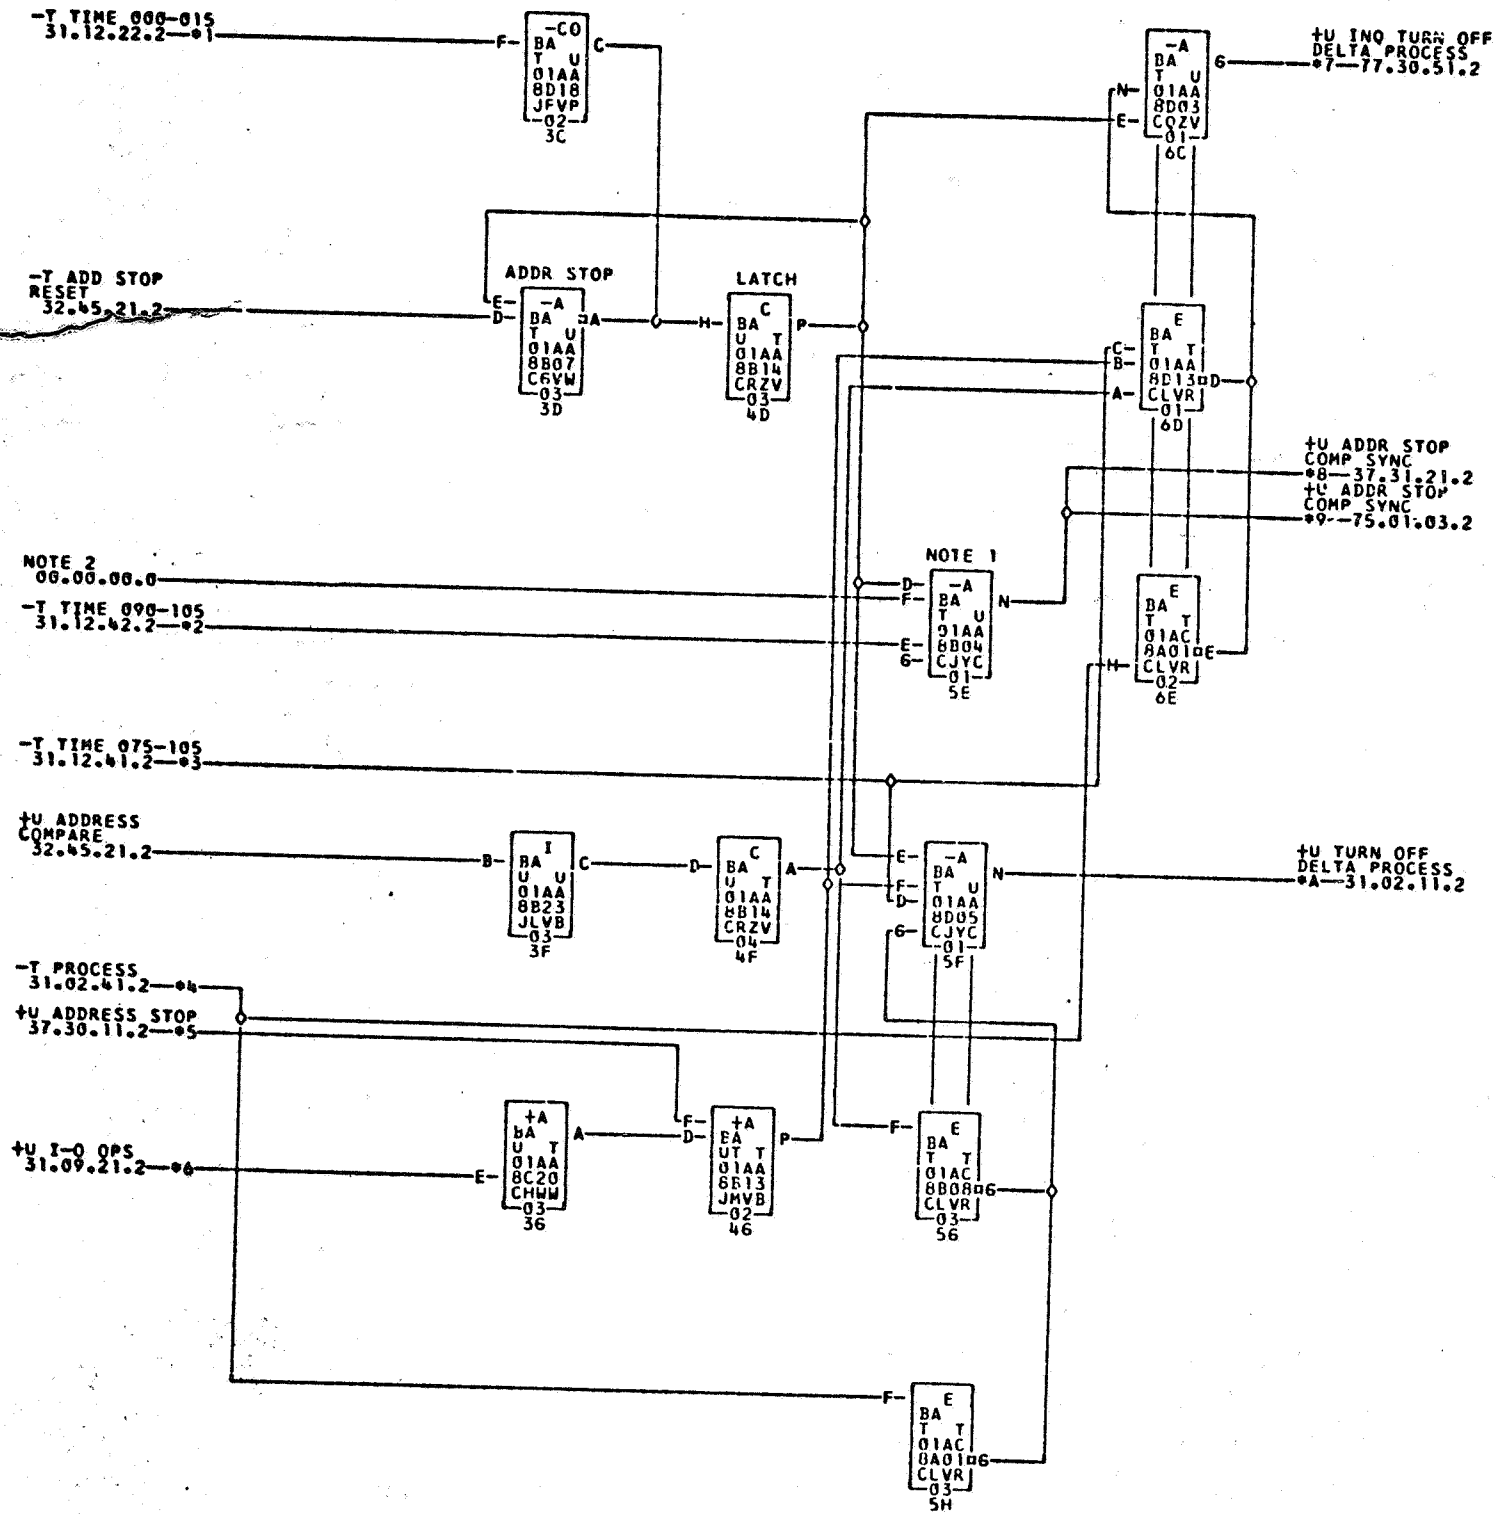 -T TIME 000-015
31.12.22.2—*1
F-
-CO
BA
T U
01AA
8D18
JFVP
-02-
3C
C
-A
BA
T U
01AA
8D03
CQZV
-01-
6C
N-
E-
6
+U INQ TURN OFF
DELTA PROCESS
*7—77.30.51.2
-T ADD STOP
RESET
32.45.21.2
ADDR STOP
E-
D-
-A
BA
T U
01AA
8B07
C6VW
-03-
3D
A
LATCH
H-
C
BA
U T
01AA
8B14
CRZV
-03-
4D
P
C-
B-
A-
E
BA
T T
01AA
8D13
CLVR
-01-
6D
D
+U ADDR STOP
COMP SYNC
*8—37.31.21.2
+U ADDR STOP
COMP SYNC
*9—75.01.03.2
NOTE 2
00.00.00.0
-T TIME 090-105
31.12.42.2—*2
NOTE 1
D-
F-
E-
6-
-A
BA
T U
01AA
8B04
CJYC
-01-
5E
N
H-
E
BA
T T
01AC
8A01
CLVR
-02-
6E
E
-T TIME 075-105
31.12.41.2—*3
+U ADDRESS
COMPARE
32.45.21.2
B-
I
BA
U U
01AA
8B23
JLVB
-03-
3F
C
D-
C
BA
U T
01AA
8B14
CRZV
-04-
4F
A
E-
F-
D-
6-
-A
BA
T U
01AA
8D05
CJYC
-01-
5F
N
+U TURN OFF
DELTA PROCESS
*A—31.02.11.2
-T PROCESS
31.02.41.2—*4
+U ADDRESS STOP
37.30.11.2—*5
+U I-O OPS
31.09.21.2—*6
E-
+A
BA
U T
01AA
8C20
CHWW
-03-
36
A
F-
D-
+A
BA
UT T
01AA
8B13
JMVB
-02-
46
P
F-
E
BA
T T
01AC
8B08
CLVR
-03-
56
6
F-
E
BA
T T
01AC
8A01
CLVR
-03-
5H
6